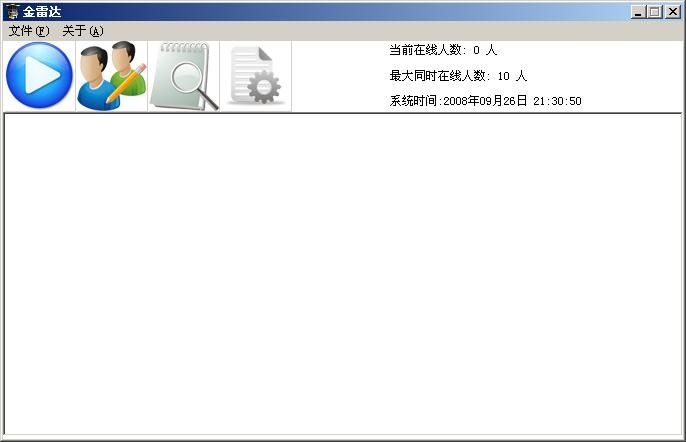 金雷达
文件(F) 关于(A)
当前在线人数: 0 人
最大同时在线人数: 10 人
系统时间:2008年09月26日 21:30:50